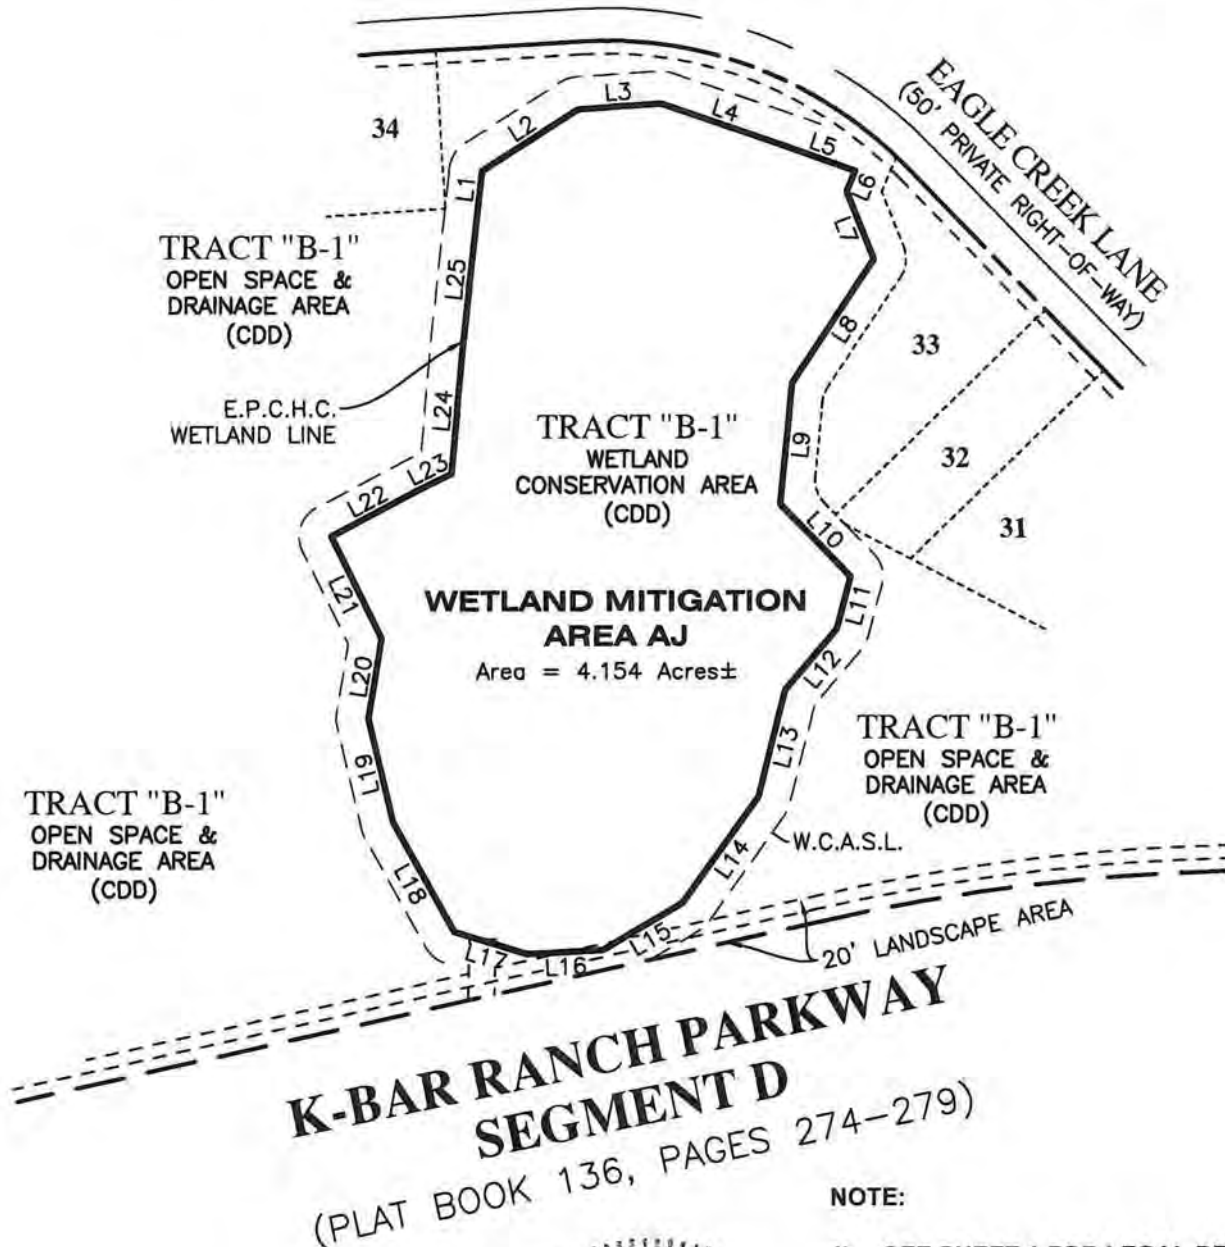 EAGLE CREEK LANE
(50' PRIVATE RIGHT-OF-WAY)
L3
L4
L2
L5
34
L1
L6
L7
TRACT "B-1"
OPEN SPACE &
DRAINAGE AREA
(CDD)
L25
L8
33
E.P.C.H.C.
WETLAND LINE
L24
TRACT "B-1"
WETLAND
CONSERVATION AREA
(CDD)
L9
L23
32
L22
L10
31
L21
WETLAND MITIGATION
AREA AJ
Area = 4.154 Acres±
L11
L12
L20
TRACT "B-1"
OPEN SPACE &
DRAINAGE AREA
(CDD)
L13
L19
TRACT "B-1"
OPEN SPACE &
DRAINAGE AREA
(CDD)
W.C.A.S.L.
L14
L18
L15
L17
L16
20' LANDSCAPE AREA
K-BAR RANCH PARKWAY
SEGMENT D
(PLAT BOOK 136, PAGES 274-279)
NOTE: